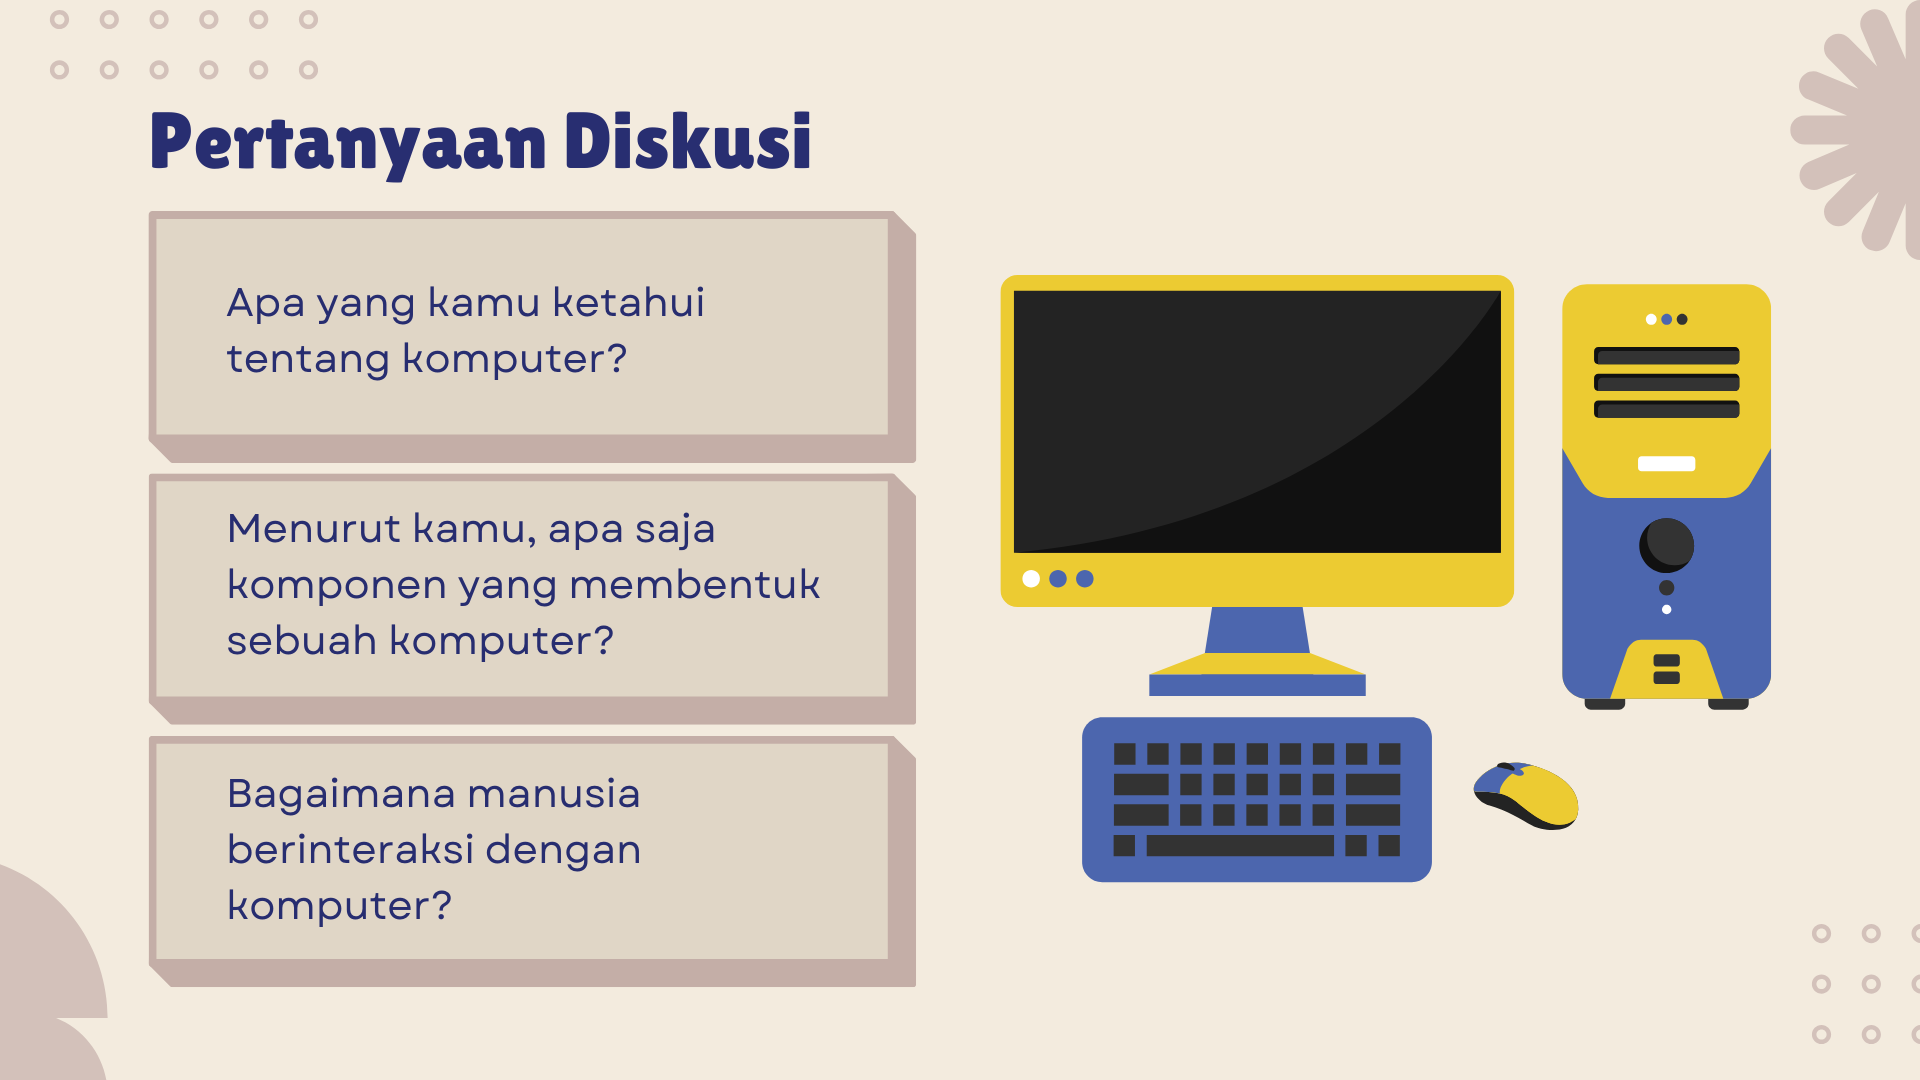 Pertanyaan Diskusi
Apa yang kamu ketahui
tentang komputer?
Menurut kamu, apa saja
komponen yang membentuk
sebuah komputer?
Bagaimana manusia
berinteraksi dengan
komputer?